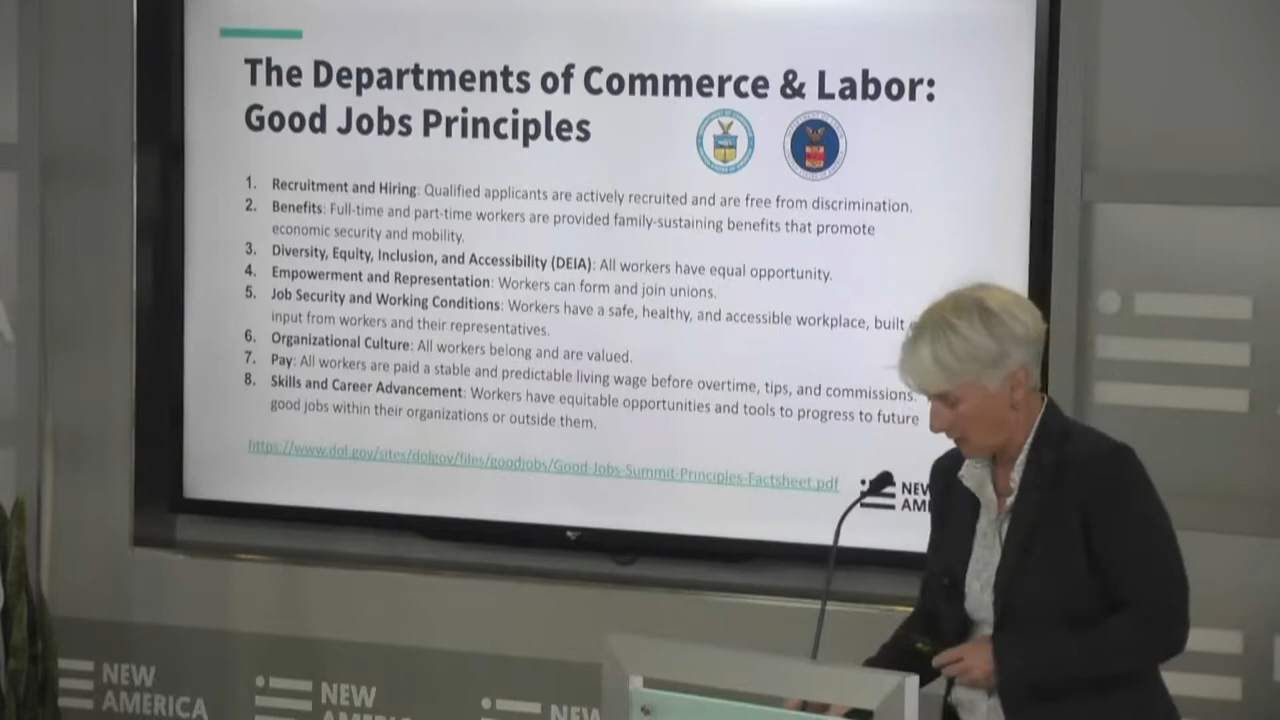 The Departments of Commerce & Labor:
Good Jobs Principles
1. Recruitment and Hiring: Qualified applicants are actively recruited and are free from discrimination.
2. Benefits: Full-time and part-time workers are provided family-sustaining benefits that promote
economic security and mobility.
3. Diversity, Equity, Inclusion, and Accessibility (DEIA): All workers have equal opportunity.
4. Empowerment and Representation: Workers can form and join unions.
5. Job Security and Working Conditions: Workers have a safe, healthy, and accessible workplace, built
input from workers and their representatives.
6. Organizational Culture: All workers belong and are valued.
7. Pay: All workers are paid a stable and predictable living wage before overtime, tips, and commissions.
8. Skills and Career Advancement: Workers have equitable opportunities and tools to progress to future
good jobs within their organizations or outside them.
https://www.dol.gov/sites/dolgov/files/goodjobs/Good-Jobs-Summit-Principles-Factsheet.pdf
NEW
AM
NEW
AMERICA
NEW
AMERICA
NEW